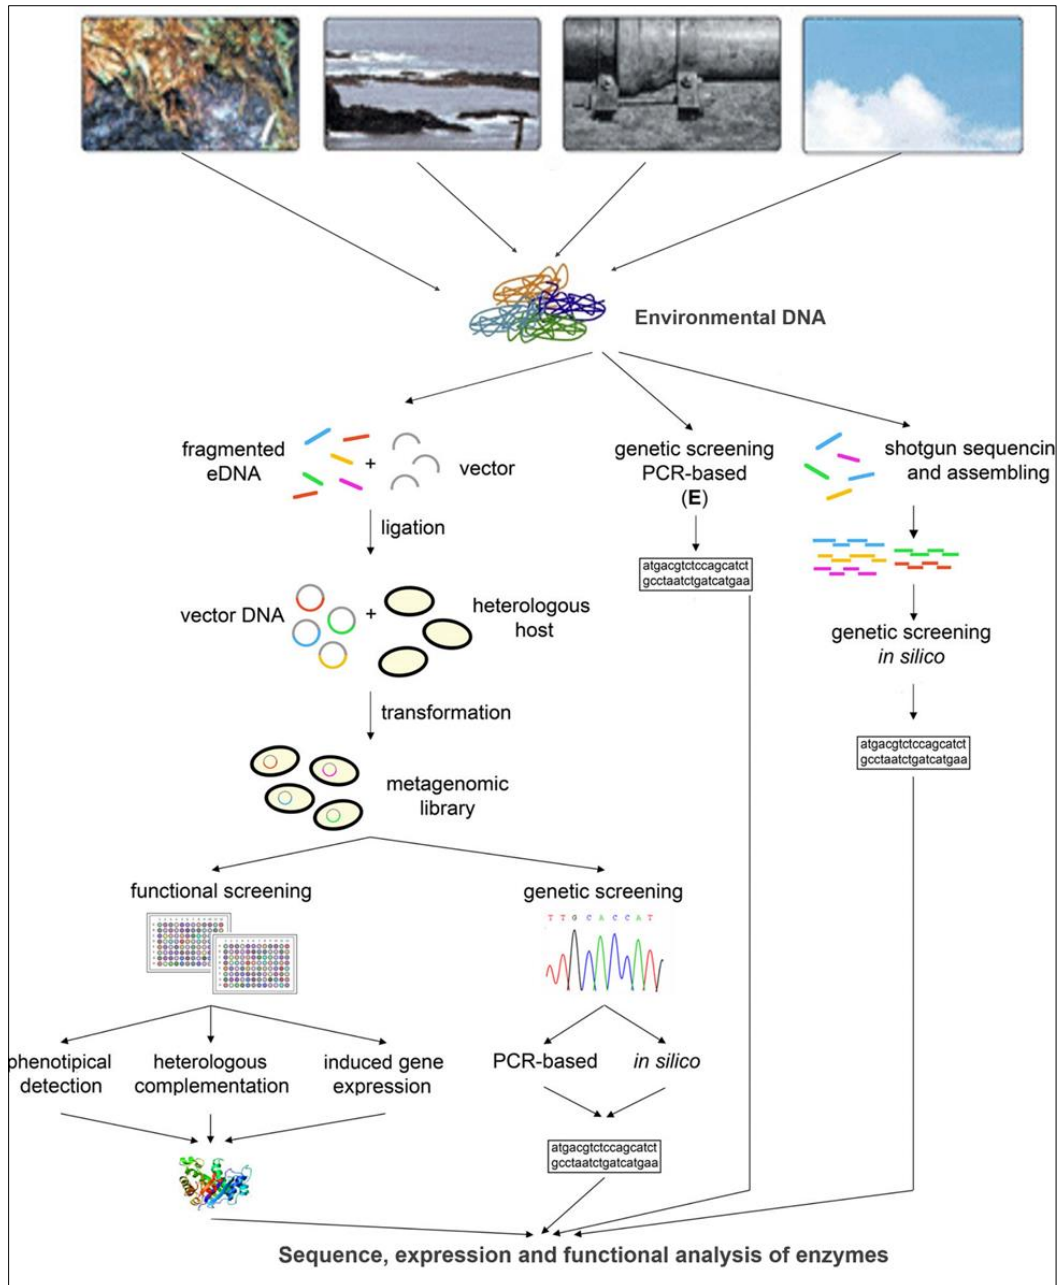 Environmental DNA
fragmented
eDNA
+
vector
genetic screening
PCR-based
(E)
shotgun sequencin
and assembling
ligation
atgacgtctccagcatct
gcctaatctgatcatgaa
vector DNA
+
heterologous
host
genetic screening
in silico
transformation
atgacgtctccagcatct
gcctaatctgatcatgaa
metagenomic
library
functional screening
genetic screening
T T G C A C C A T
phenotipical
detection
heterologous
complementation
induced gene
expression
PCR-based
in silico
atgacgtctccagcatct
gcctaatctgatcatgaa
Sequence, expression and functional analysis of enzymes